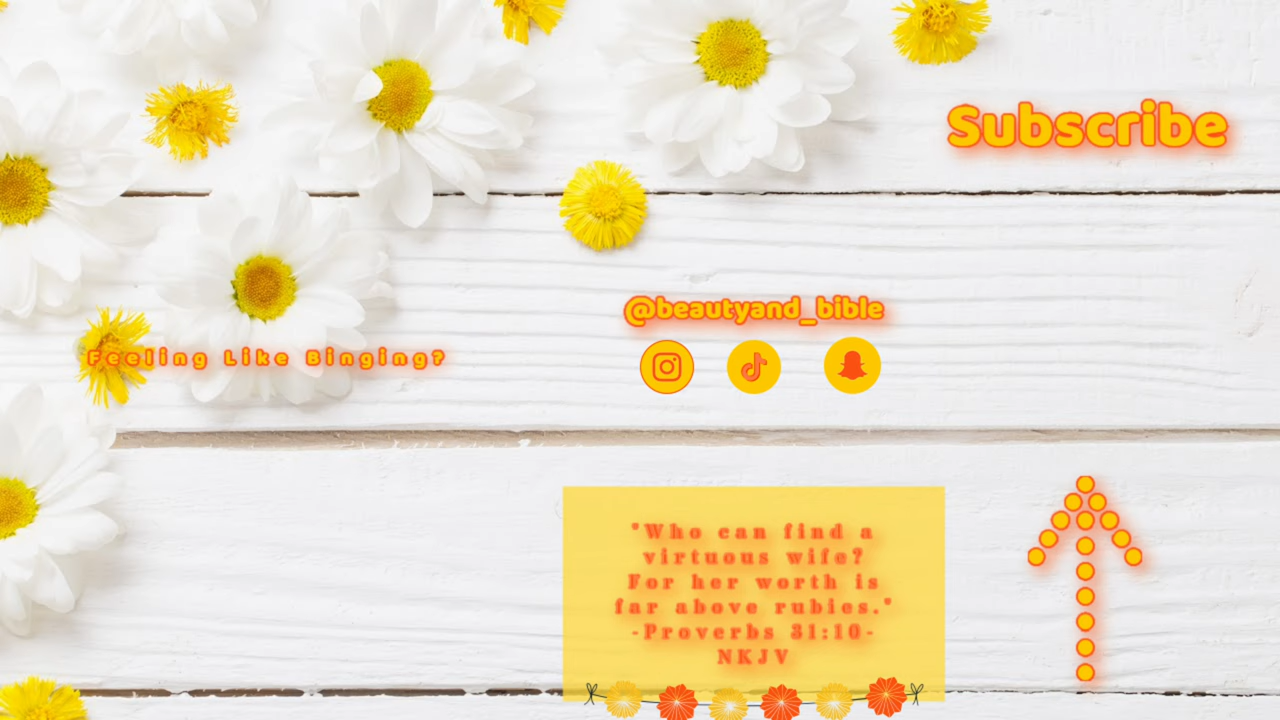 Subscribe
@beautyand_bible
Feeling Like Binging?
"Who can find a
virtuous wife?
For her worth is
far above rubies."
-Proverbs 31:10-
NKJV